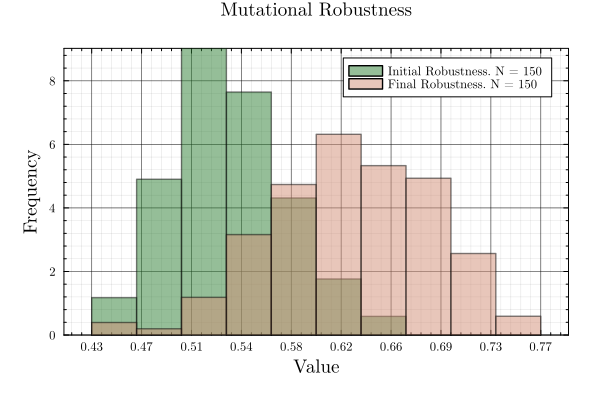 Mutational Robustness
Initial Robustness. N = 150
Final Robustness. N = 150
Frequency
8
6
4
2
0
0.43 0.47 0.51 0.54 0.58 0.62 0.66 0.69 0.73 0.77
Value